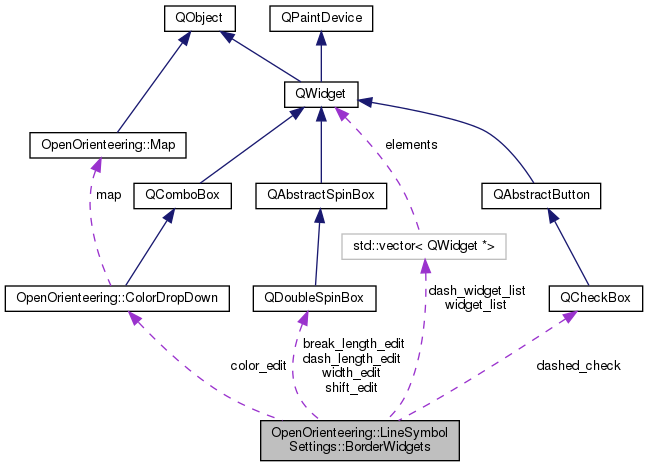 QObject
QPaintDevice
QWidget
OpenOrienteering::Map
elements
map
QComboBox
QAbstractSpinBox
QAbstractButton
std::vector< QWidget *>
OpenOrienteering::ColorDropDown
QDoubleSpinBox
dash_widget_list
widget_list
QCheckBox
color_edit
break_length_edit
dash_length_edit
width_edit
shift_edit
dashed_check
OpenOrienteering::LineSymbol
Settings::BorderWidgets